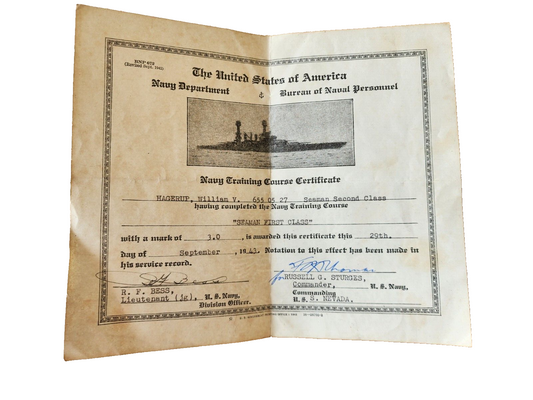 The United States of America
Navy Department Bureau of Naval Personnel
Navy Training Course Certificate
HAGERUP, William V. 655 05 27 Seaman Second Class
having completed the Navy Training Course
"SEAMAN FIRST CLASS"
with a mark of 3.0 , is awarded this certificate this 29th.
day of September , 1943. Notation to this effect has been made in
his service record.
R. F. BESS,
Lieutenant (jg), U. S. Navy,
Division Officer.
RUSSELL G. STURGES,
Commander, U. S. Navy,
Commanding
U. S. S. NEVADA.